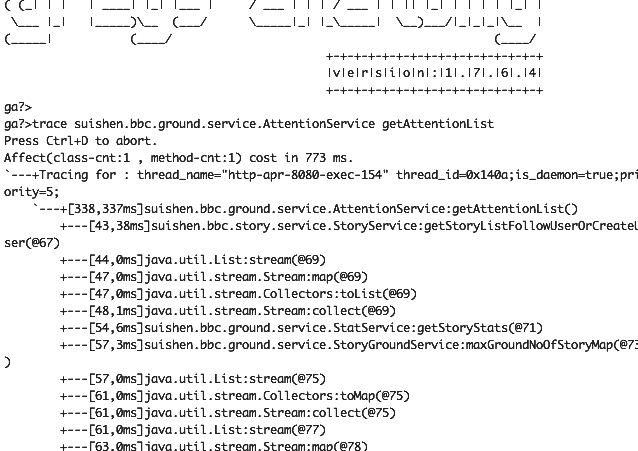 |v|e|r|s|i|o|n|:|1|.|7|.|6|.|4|
ga?>
ga?>trace suishen.bbc.ground.service.AttentionService getAttentionList
Press Ctrl+D to abort.
Affect(class-cnt:1 , method-cnt:1) cost in 773 ms.
`---+Tracing for : thread_name="http-apr-8080-exec-154" thread_id=0x140a;is_daemon=true;pri
ority=5;
`---+[338,337ms]suishen.bbc.ground.service.AttentionService:getAttentionList()
+---[43,38ms]suishen.bbc.story.service.StoryService:getStoryListFollowUserOrCreateU
ser(@67)
+---[44,0ms]java.util.List:stream(@69)
+---[47,0ms]java.util.stream.Stream:map(@69)
+---[47,0ms]java.util.stream.Collectors:toList(@69)
+---[48,1ms]java.util.stream.Stream:collect(@69)
+---[54,6ms]suishen.bbc.ground.service.StatService:getStoryStats(@71)
+---[57,3ms]suishen.bbc.ground.service.StoryGroundService:maxGroundNoOfStoryMap(@73
)
+---[57,0ms]java.util.List:stream(@75)
+---[61,0ms]java.util.stream.Collectors:toMap(@75)
+---[61,0ms]java.util.stream.Stream:collect(@75)
+---[61,0ms]java.util.List:stream(@77)
+---[63,0ms]java.util.stream.Stream:map(@78)